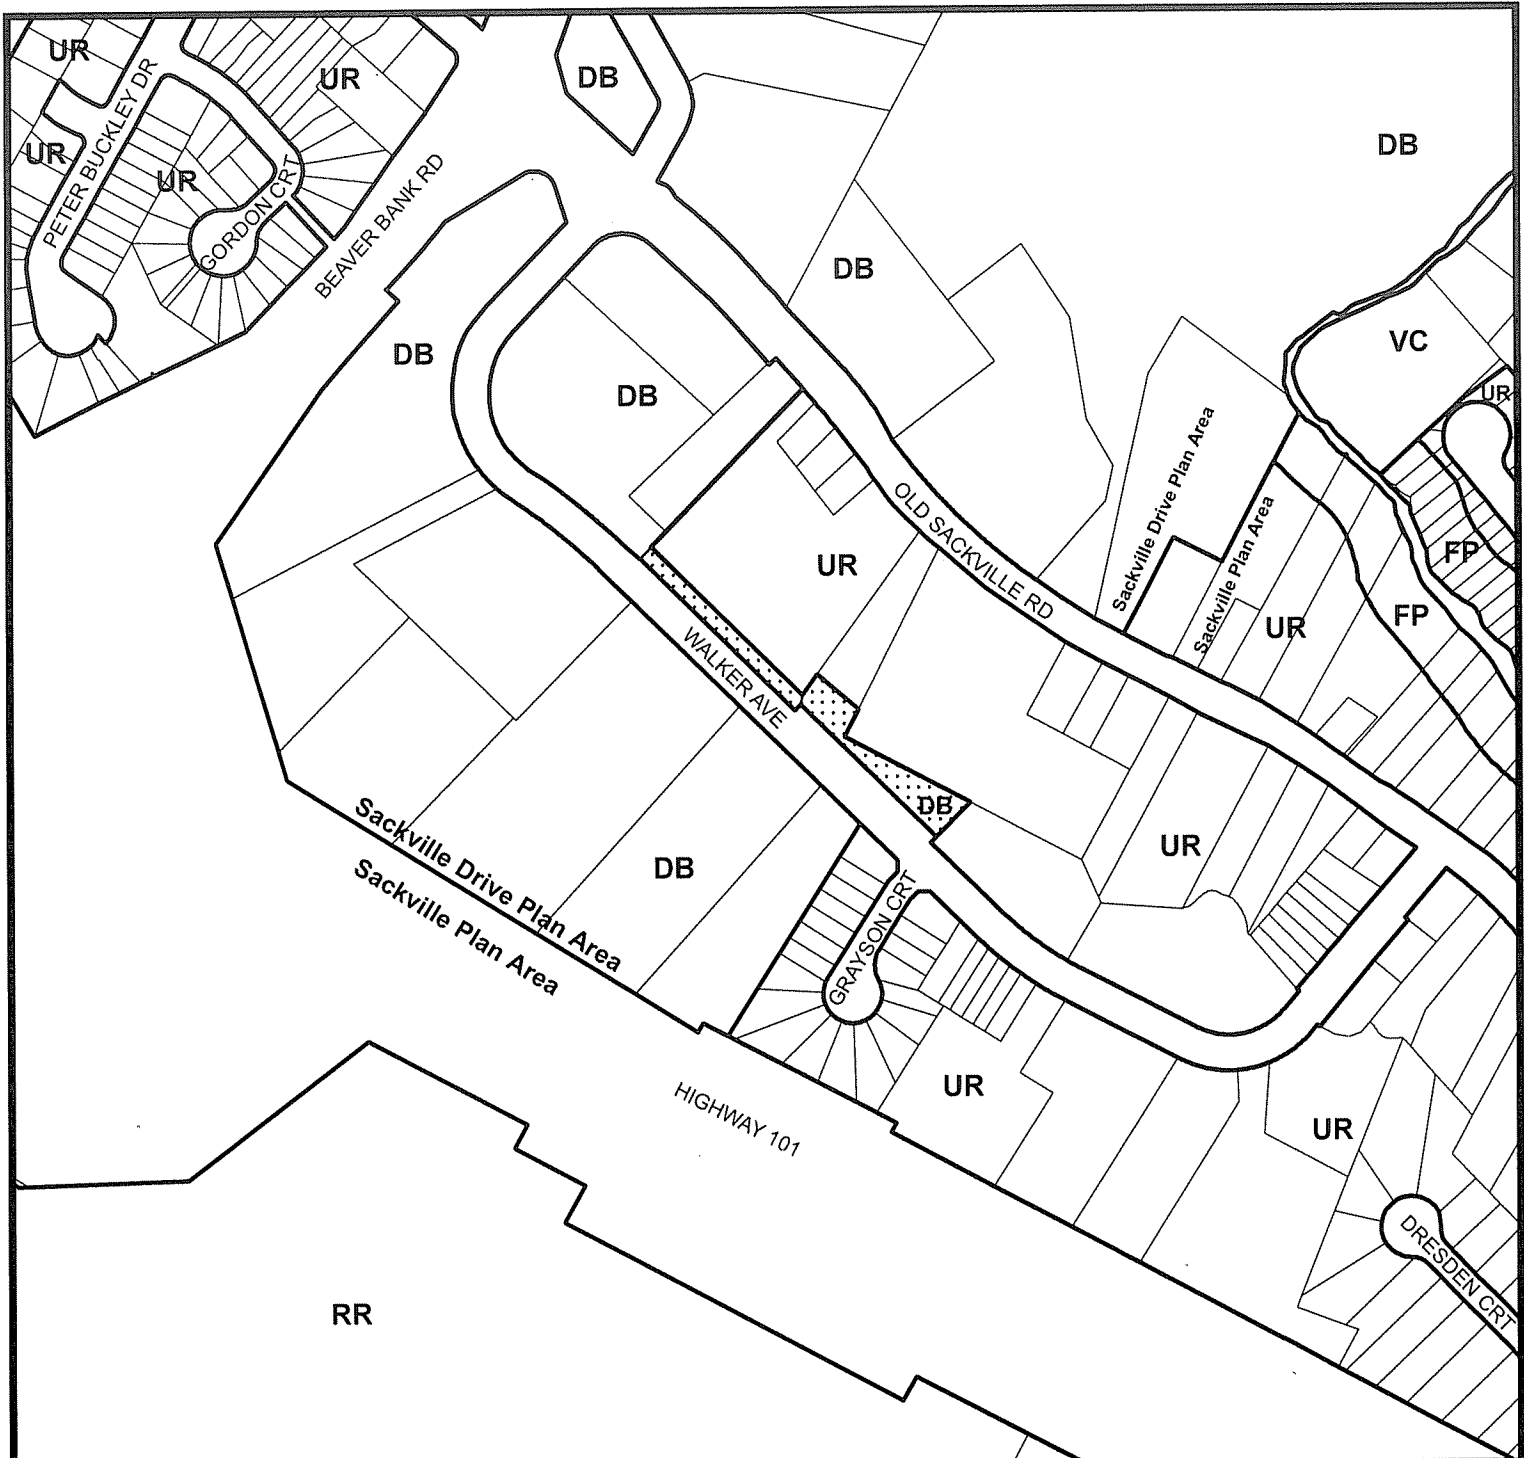 UR
UR
DB
PETER BUCKLEY DR
DB
UR
UR
GORDON CRT
BEAVER BANK RD
DB
VC
DB
DB
UR
Sackville Drive Plan Area
OLD SACKVILLE RD
Sackville Plan Area
FP
UR
FP
UR
WALKER AVE
DB
UR
Sackville Drive Plan Area
DB
Sackville Plan Area
GRAYSON CRT
UR
HIGHWAY 101
UR
DRESDEN CRT
RR